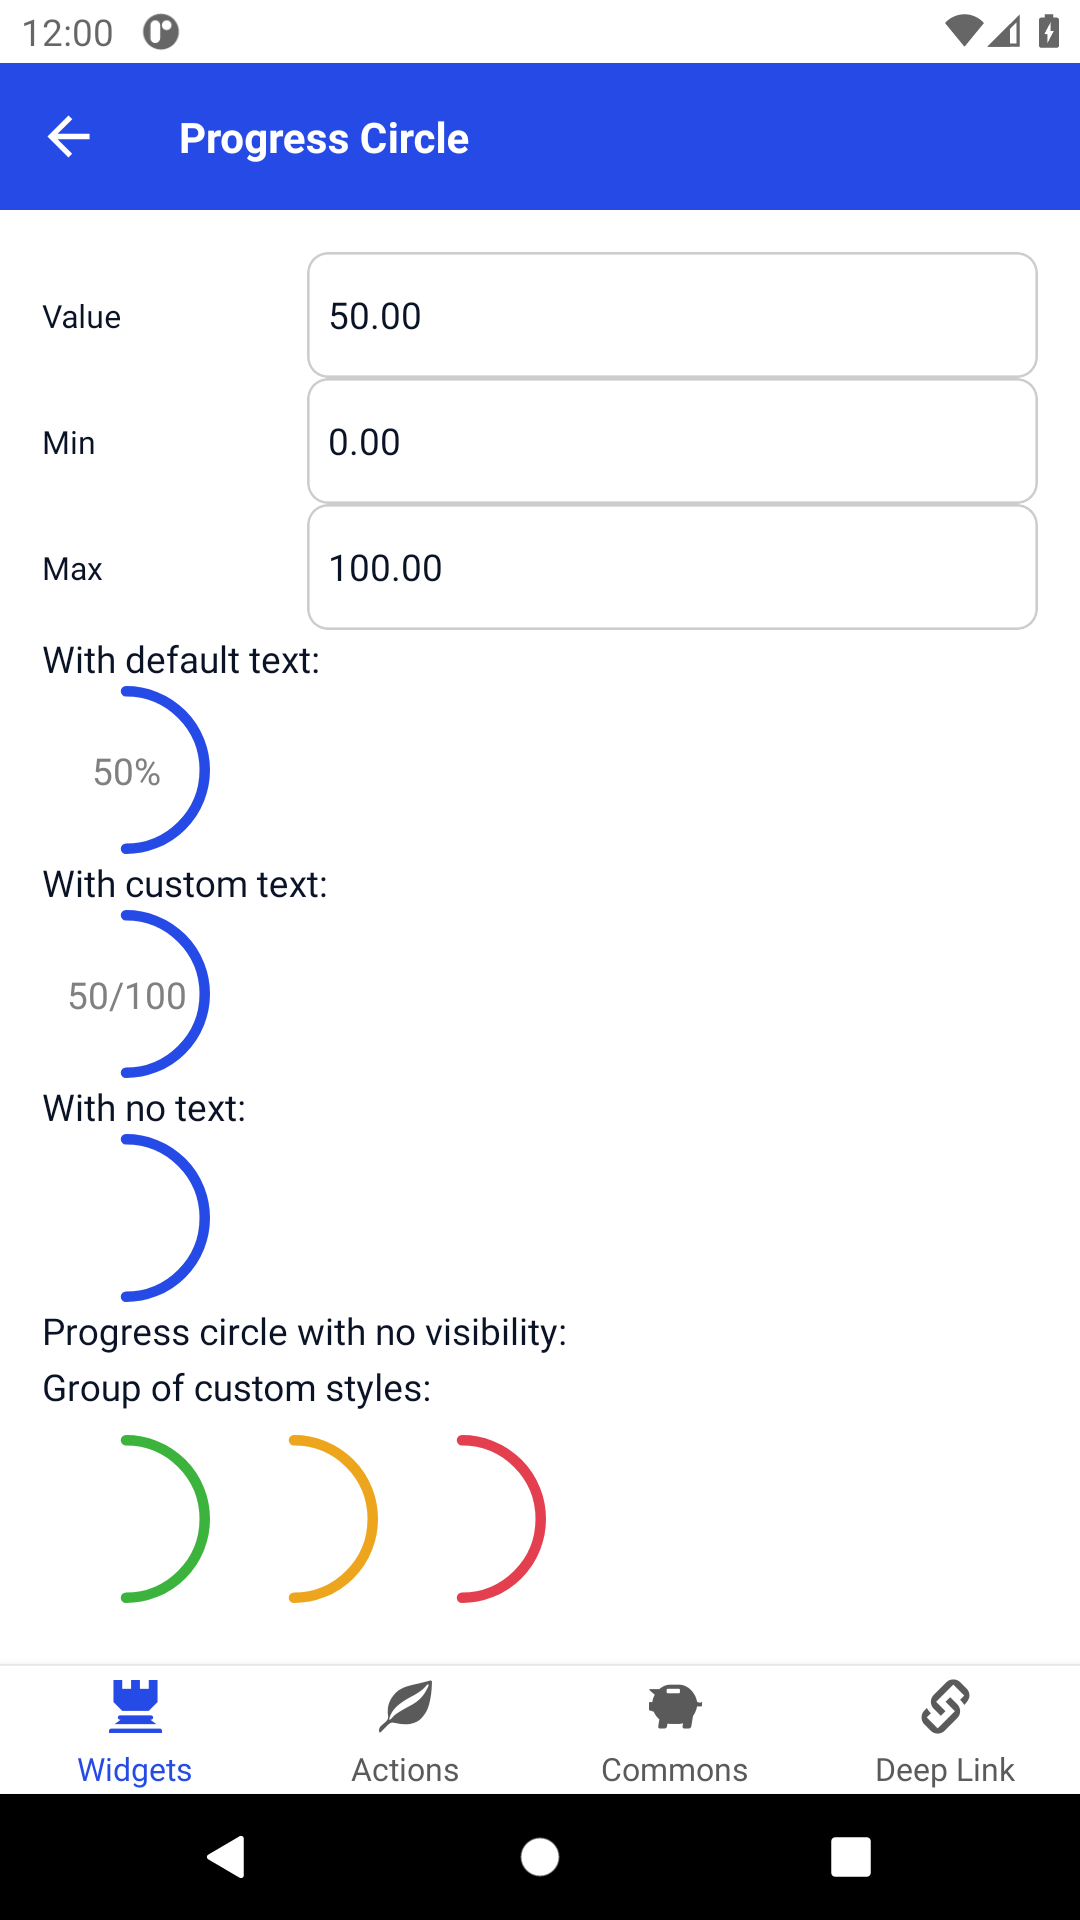 12:00
Progress Circle
Value
50.00
Min
0.00
Max
100.00
With default text:
50%
With custom text:
50/100
With no text:
Progress circle with no visibility:
Group of custom styles:
Widgets
Actions
Commons
Deep Link